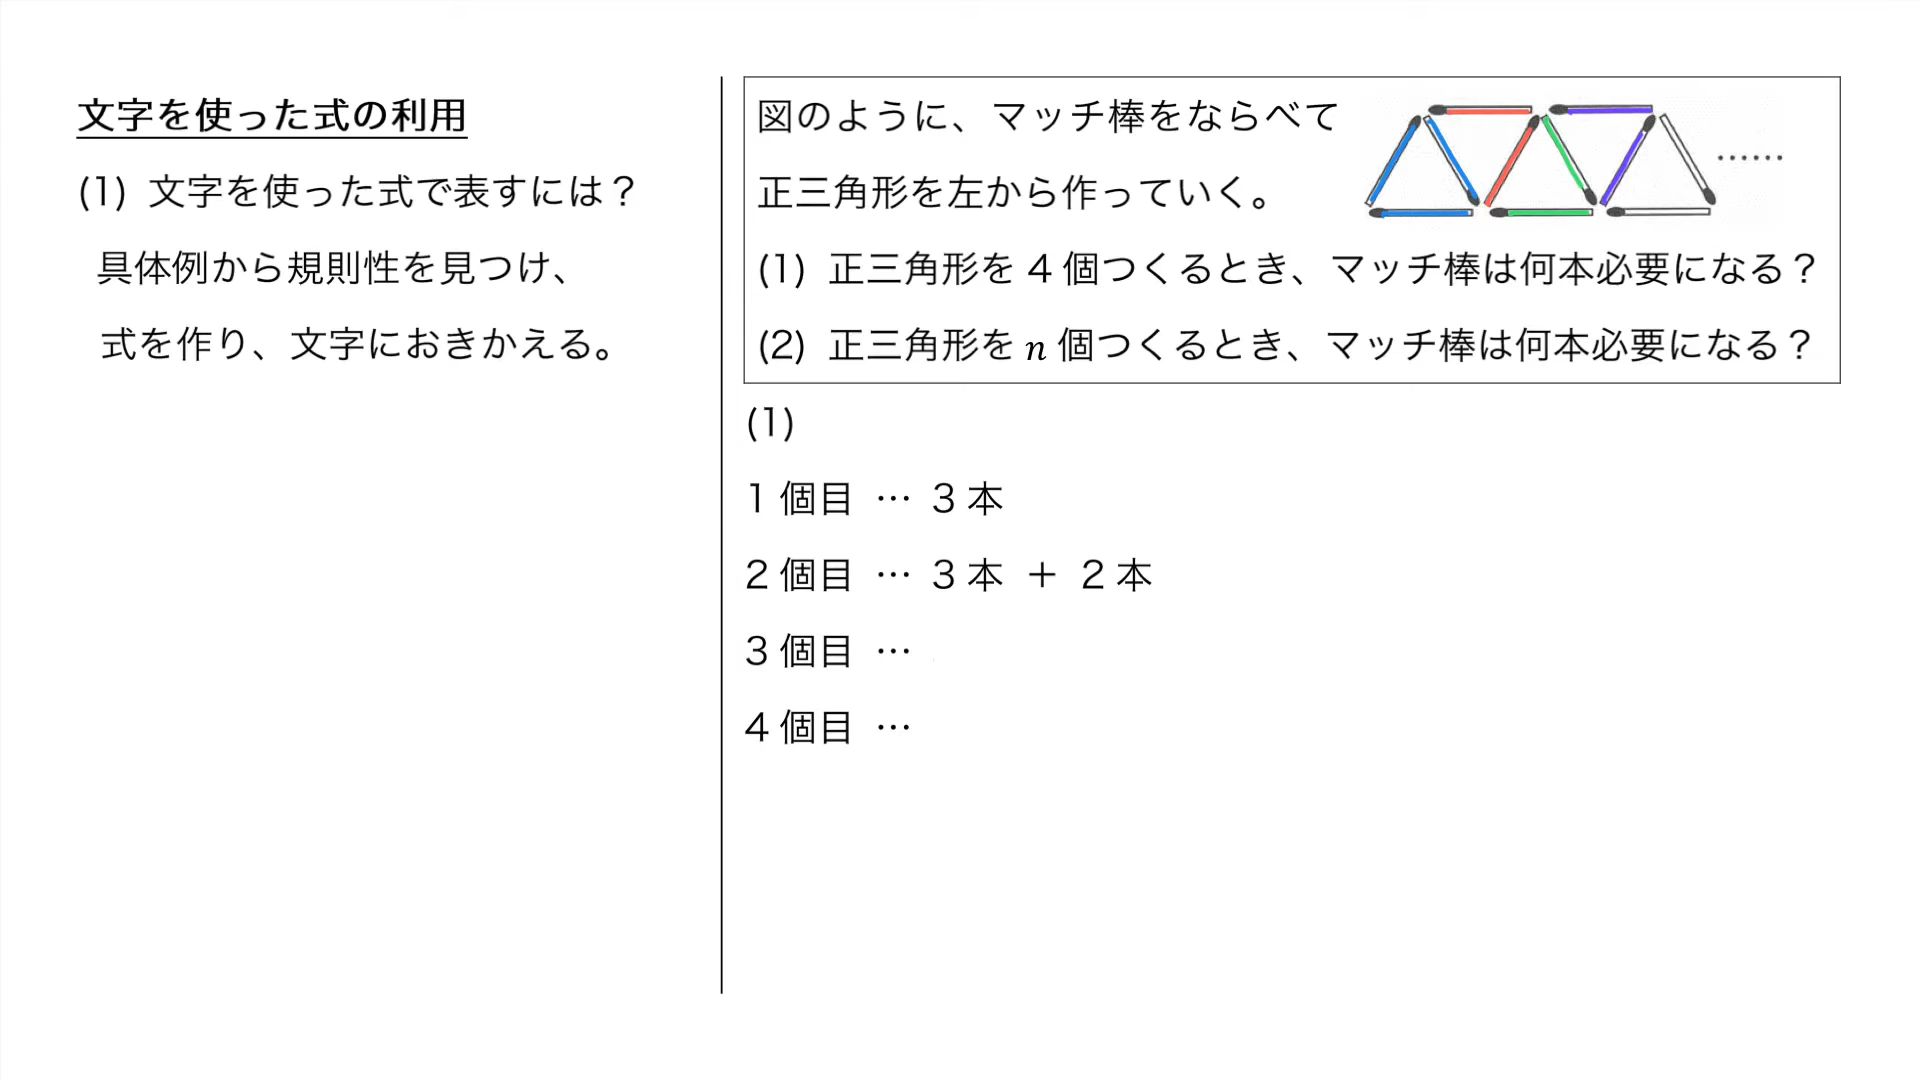 文字を使った式の利用
(1) 文字を使った式で表すには？
具体例から規則性を見つけ、
式を作り、文字におきかえる。
図のように、マッチ棒をならべて
正三角形を左から作っていく。
……
(1) 正三角形を 4 個つくるとき、マッチ棒は何本必要になる？
(2) 正三角形を n 個つくるとき、マッチ棒は何本必要になる？
(1)
1 個目 … 3 本
2 個目 … 3 本 ＋ 2 本
3 個目 …
4 個目 …